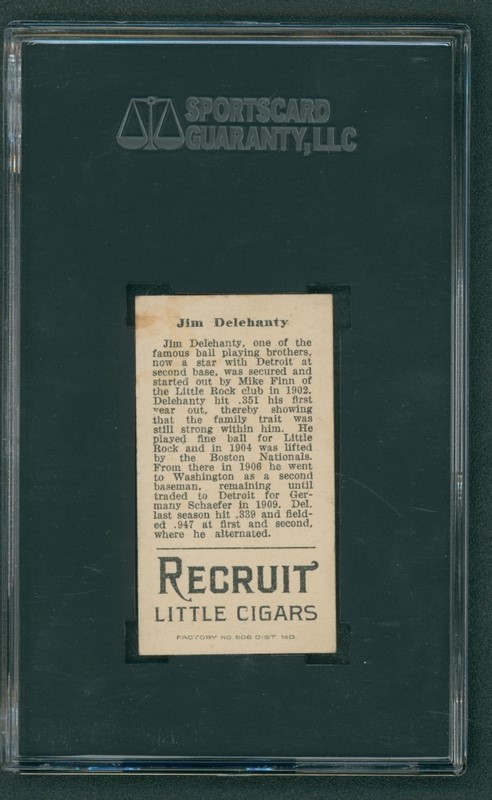 SPORTSCARD
GUARANTY, LLC
Jim Delehanty
Jim Delehanty, one of the
famous ball playing brothers,
now a star with Detroit at
second base, was secured and
started out by Mike Finn of
the Little Rock club in 1902.
Delehanty hit .351 his first
year out, thereby showing
that the family trait was
still strong within him. He
played fine ball for Little
Rock and in 1904 was lifted
by the Boston Nationals.
From there in 1906 he went
to Washington as a second
baseman, remaining until
traded to Detroit for Ger-
many Schaefer in 1909. Del.
last season hit .339 and field-
ed .947 at first and second,
where he alternated.
RECRUIT
LITTLE CIGARS
FACTORY NO. 606 DIST. MD.